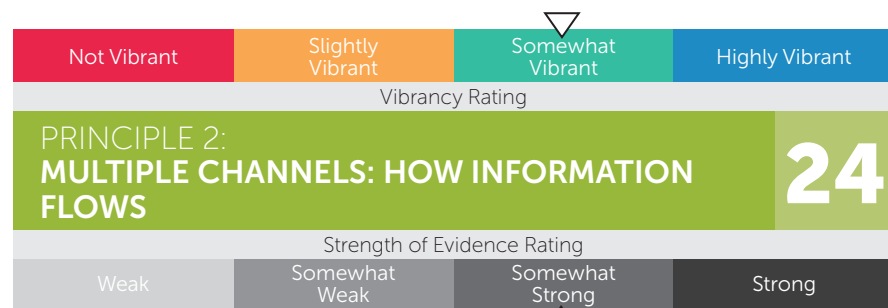 Not Vibrant
Slightly
Vibrant
Somewhat
Vibrant
Highly Vibrant
Vibrancy Rating
PRINCIPLE 2:
MULTIPLE CHANNELS: HOW INFORMATION
FLOWS
24
Strength of Evidence Rating
Weak
Somewhat
Weak
Somewhat
Strong
Strong